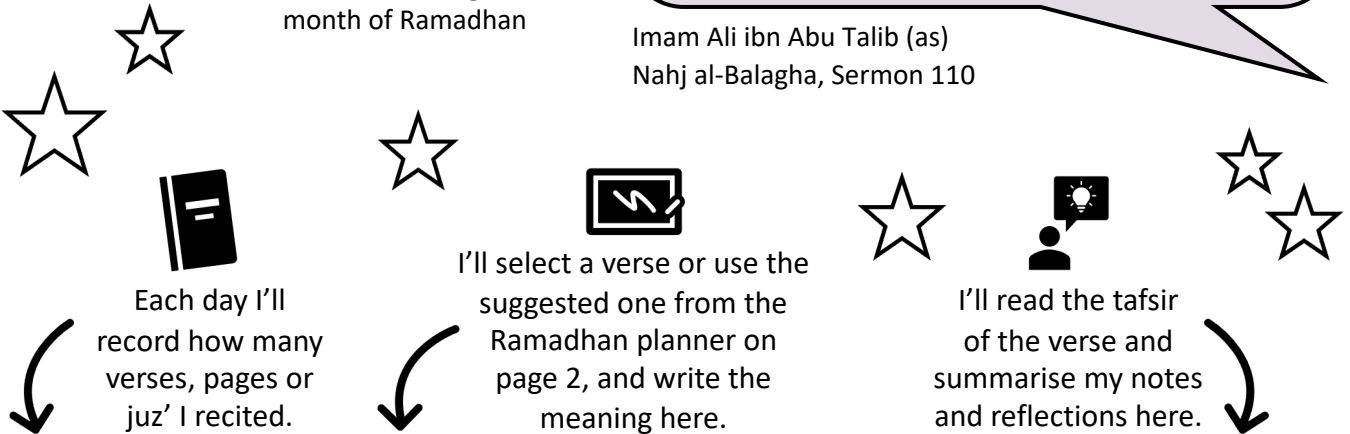 month of Ramadhan
Imam Ali ibn Abu Talib (as)
Nahj al-Balagha, Sermon 110
Each day I’ll
record how many
verses, pages or
juz’ I recited.
I’ll select a verse or use the
suggested one from the
Ramadhan planner on
page 2, and write the
meaning here.
I’ll read the tafsir
of the verse and
summarise my notes
and reflections here.